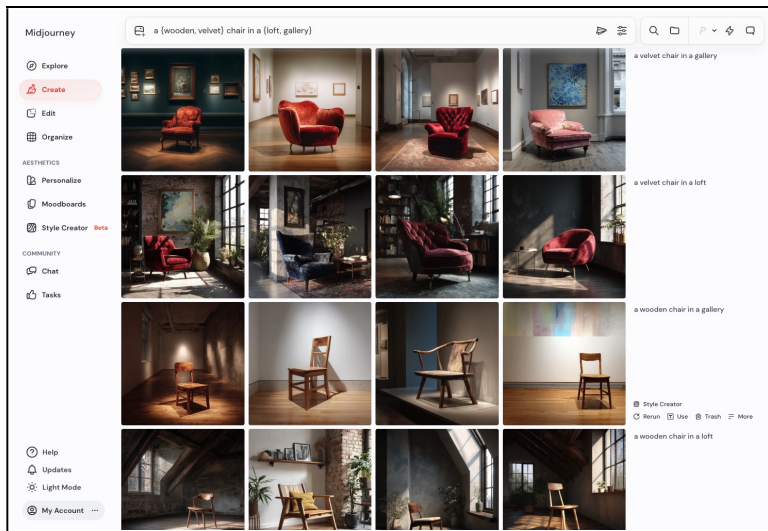 Midjourney
a {wooden, velvet} chair in a {loft, gallery}
P
Explore
Create
Edit
Organize
AESTHETICS
Personalize
Moodboards
Style Creator Beta
COMMUNITY
Chat
Tasks
Help
Updates
Light Mode
My Account
a velvet chair in a gallery
a velvet chair in a loft
a wooden chair in a gallery
Style Creator
Rerun Use Trash More
a wooden chair in a loft